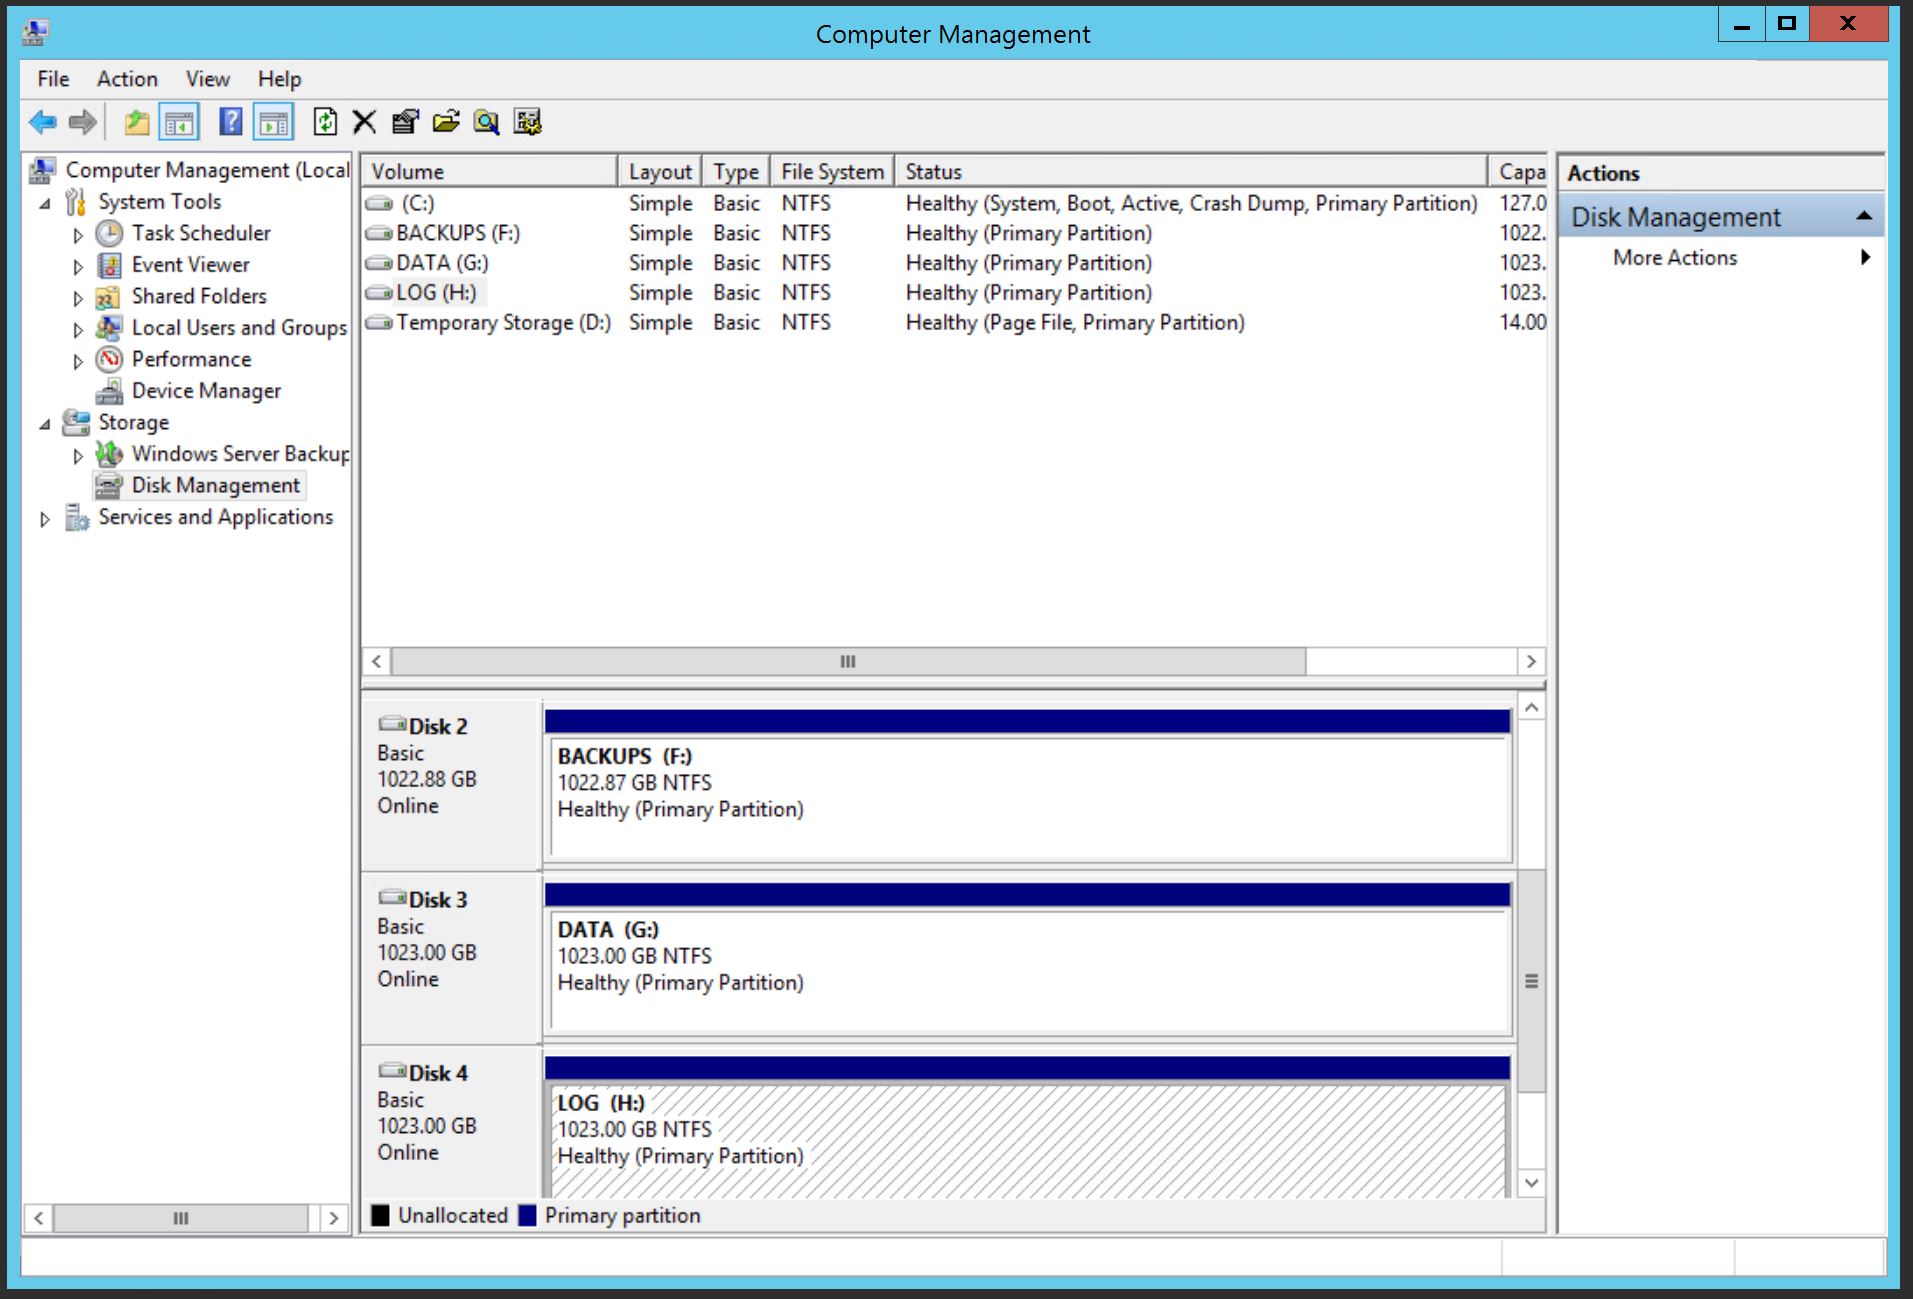 Computer Management
File Action View Help
Computer Management (Local
System Tools
Task Scheduler
Event Viewer
Shared Folders
Local Users and Groups
Performance
Device Manager
Storage
Windows Server Backup
Disk Management
Services and Applications
Volume Layout Type File System Status Capa
(C:) Simple Basic NTFS Healthy (System, Boot, Active, Crash Dump, Primary Partition) 127.0
BACKUPS (F:) Simple Basic NTFS Healthy (Primary Partition) 1022.
DATA (G:) Simple Basic NTFS Healthy (Primary Partition) 1023.
LOG (H:) Simple Basic NTFS Healthy (Primary Partition) 1023.
Temporary Storage (D:) Simple Basic NTFS Healthy (Page File, Primary Partition) 14.00
Disk 2
Basic
1022.88 GB
Online
BACKUPS (F:)
1022.87 GB NTFS
Healthy (Primary Partition)
Disk 3
Basic
1023.00 GB
Online
DATA (G:)
1023.00 GB NTFS
Healthy (Primary Partition)
Disk 4
Basic
1023.00 GB
Online
LOG (H:)
1023.00 GB NTFS
Healthy (Primary Partition)
Unallocated Primary partition
Actions
Disk Management
More Actions